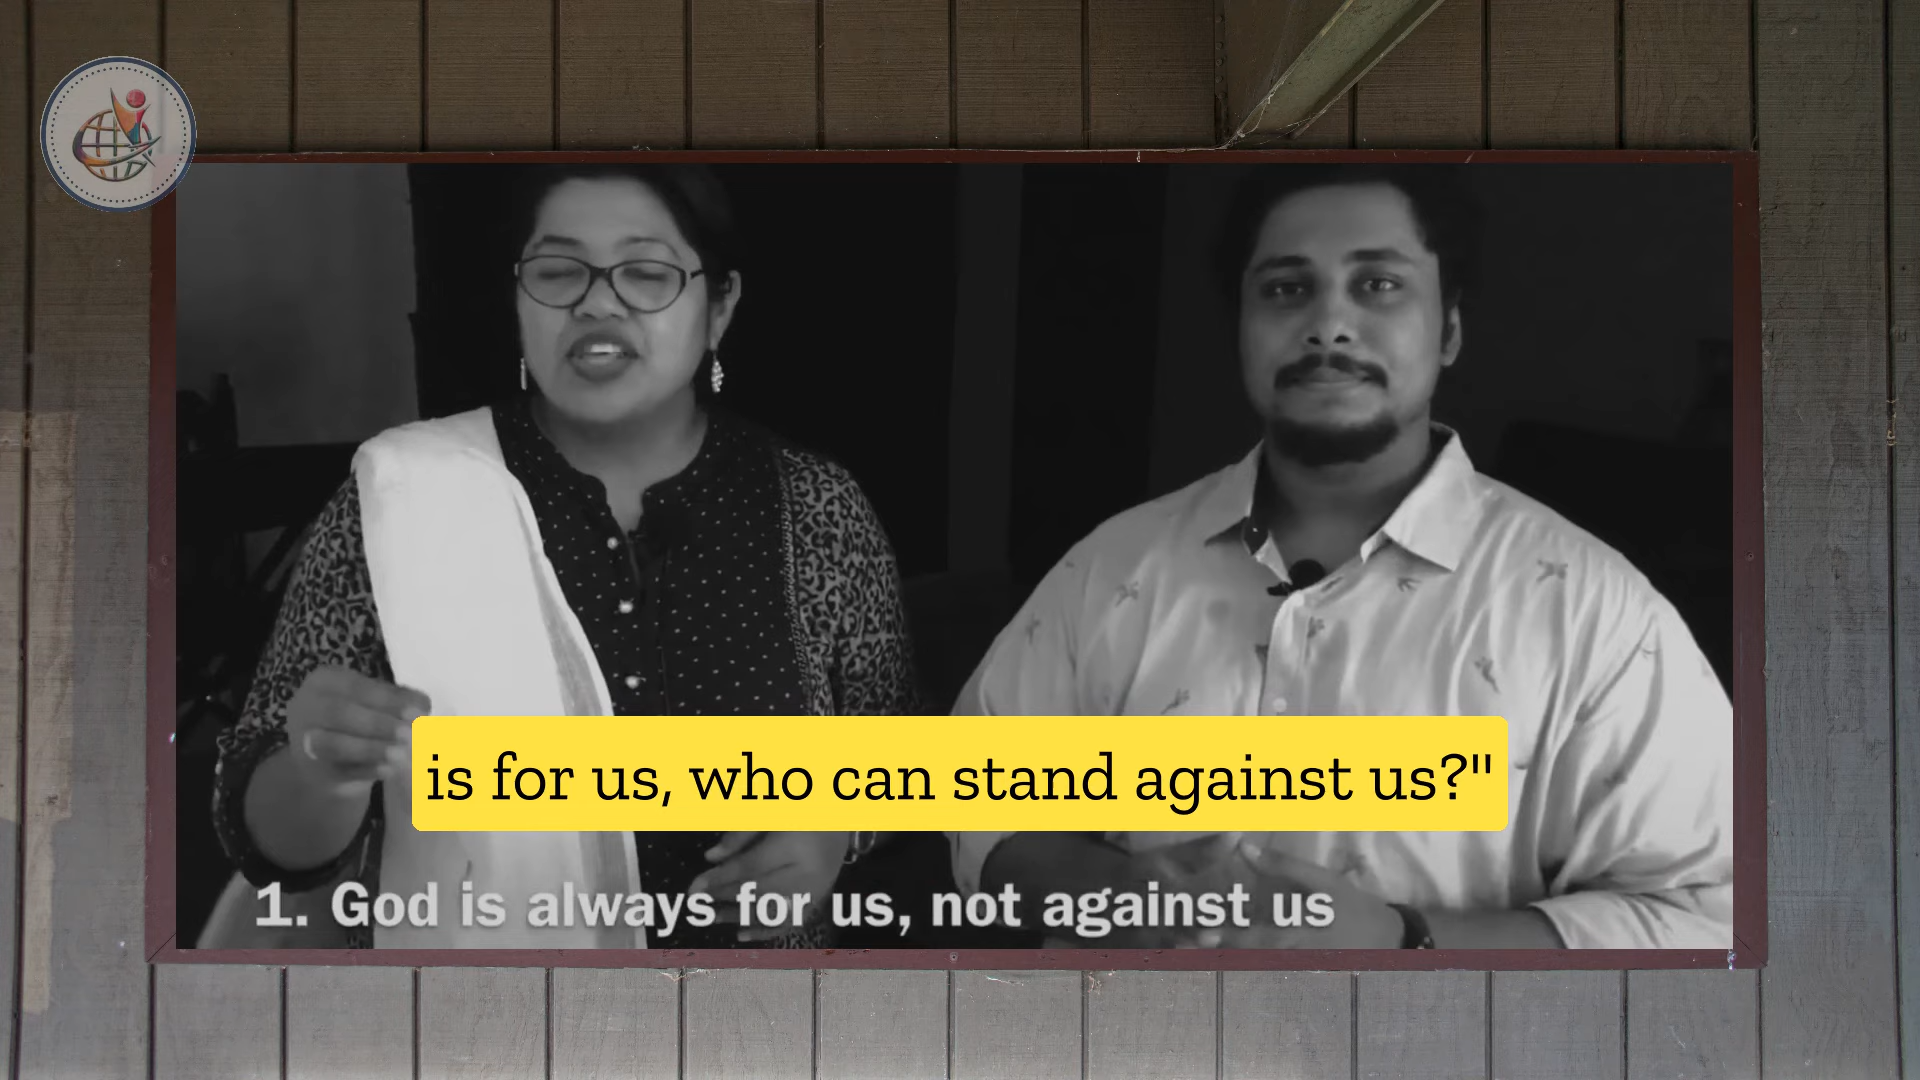 is for us, who can stand against us?"
1. God is always for us, not against us